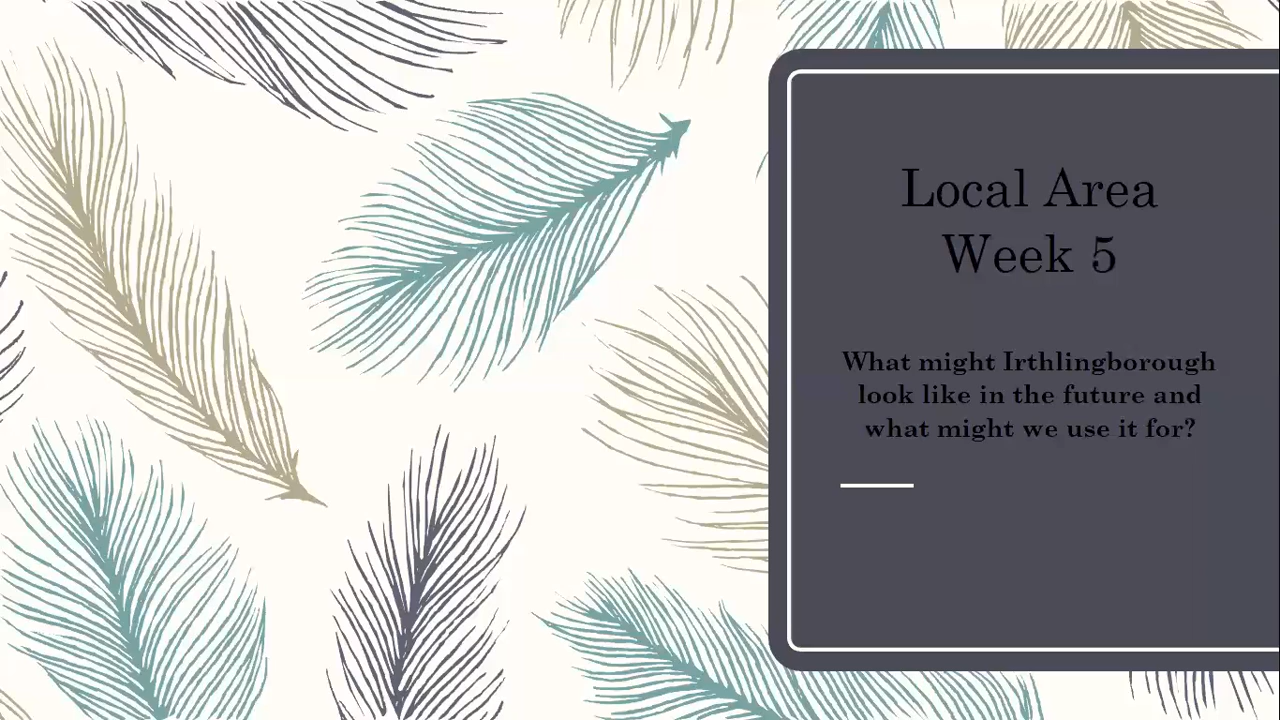 Local Area
Week 5
What might Irthlingborough
look like in the future and
what might we use it for?